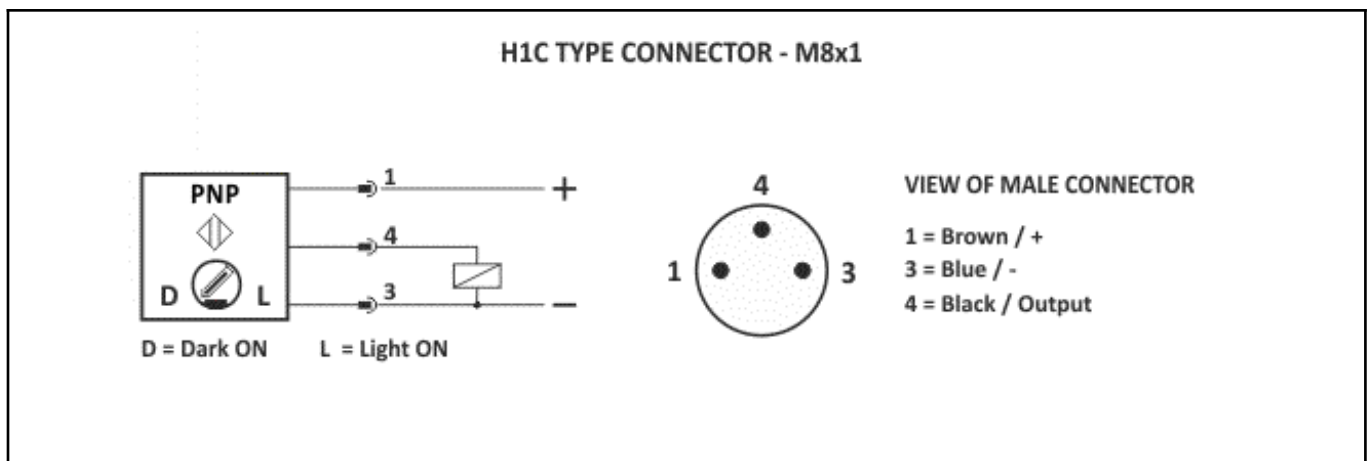 H1C TYPE CONNECTOR - M8x1
PNP
D L
1
+
4
3
−
D = Dark ON L = Light ON
4
1 3
VIEW OF MALE CONNECTOR
1 = Brown / +
3 = Blue / -
4 = Black / Output